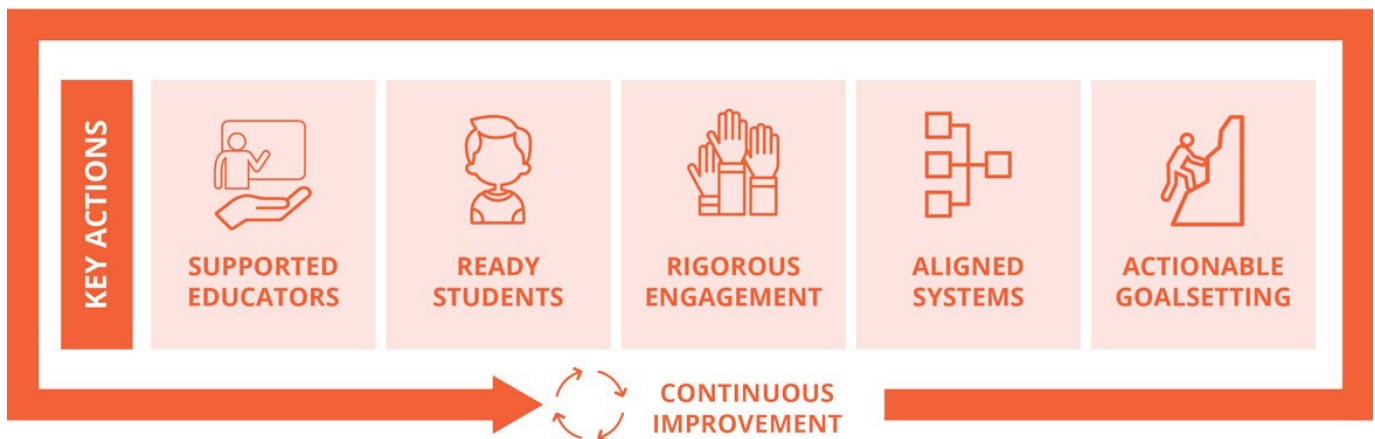 KEY ACTIONS
SUPPORTED
EDUCATORS
READY
STUDENTS
RIGOROUS
ENGAGEMENT
ALIGNED
SYSTEMS
ACTIONABLE
GOALSETTING
CONTINUOUS
IMPROVEMENT